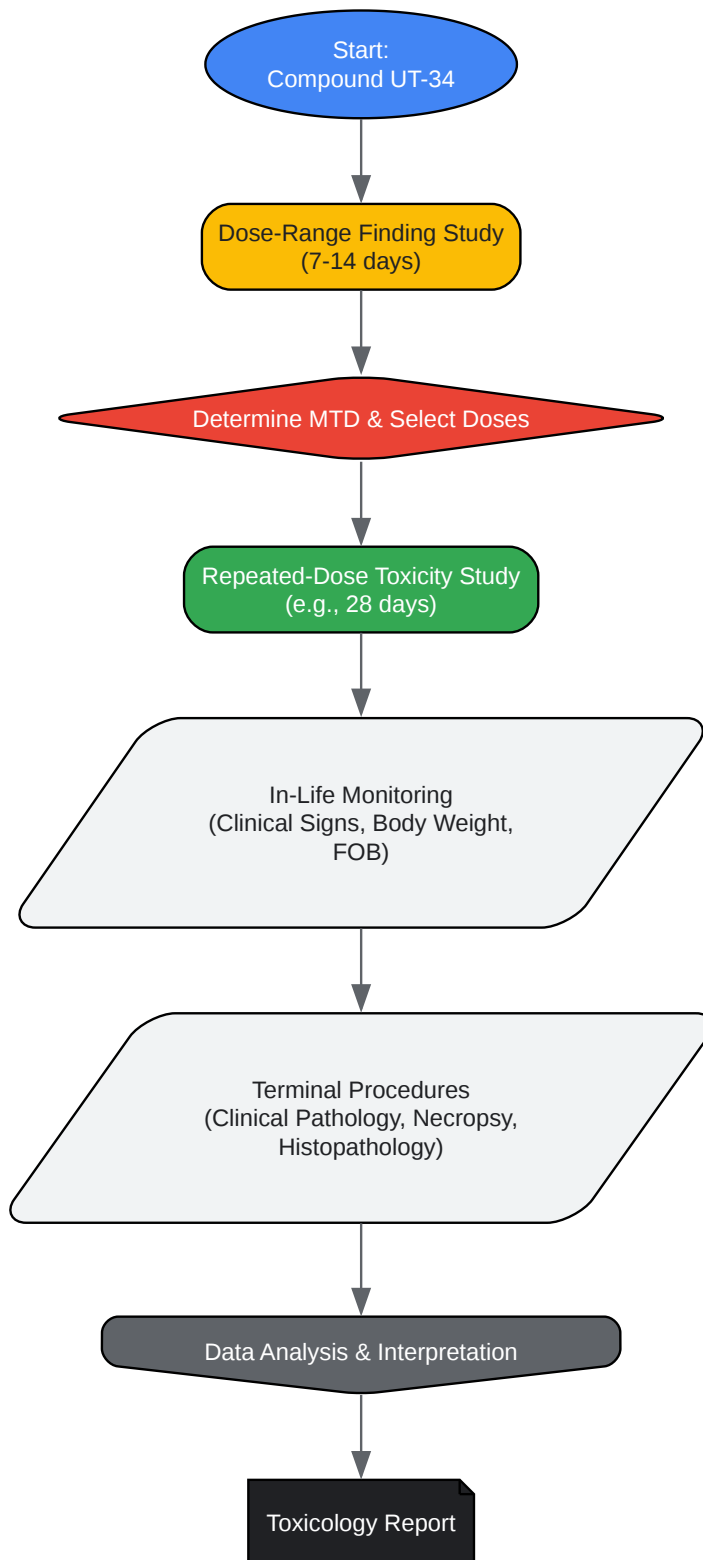 Start:
Compound UT-34
Dose-Range Finding Study
(7-14 days)
Determine MTD & Select Doses
Repeated-Dose Toxicity Study
(e.g., 28 days)
In-Life Monitoring
(Clinical Signs, Body Weight,
FOB)
Terminal Procedures
(Clinical Pathology, Necropsy,
Histopathology)
Data Analysis & Interpretation
Toxicology Report